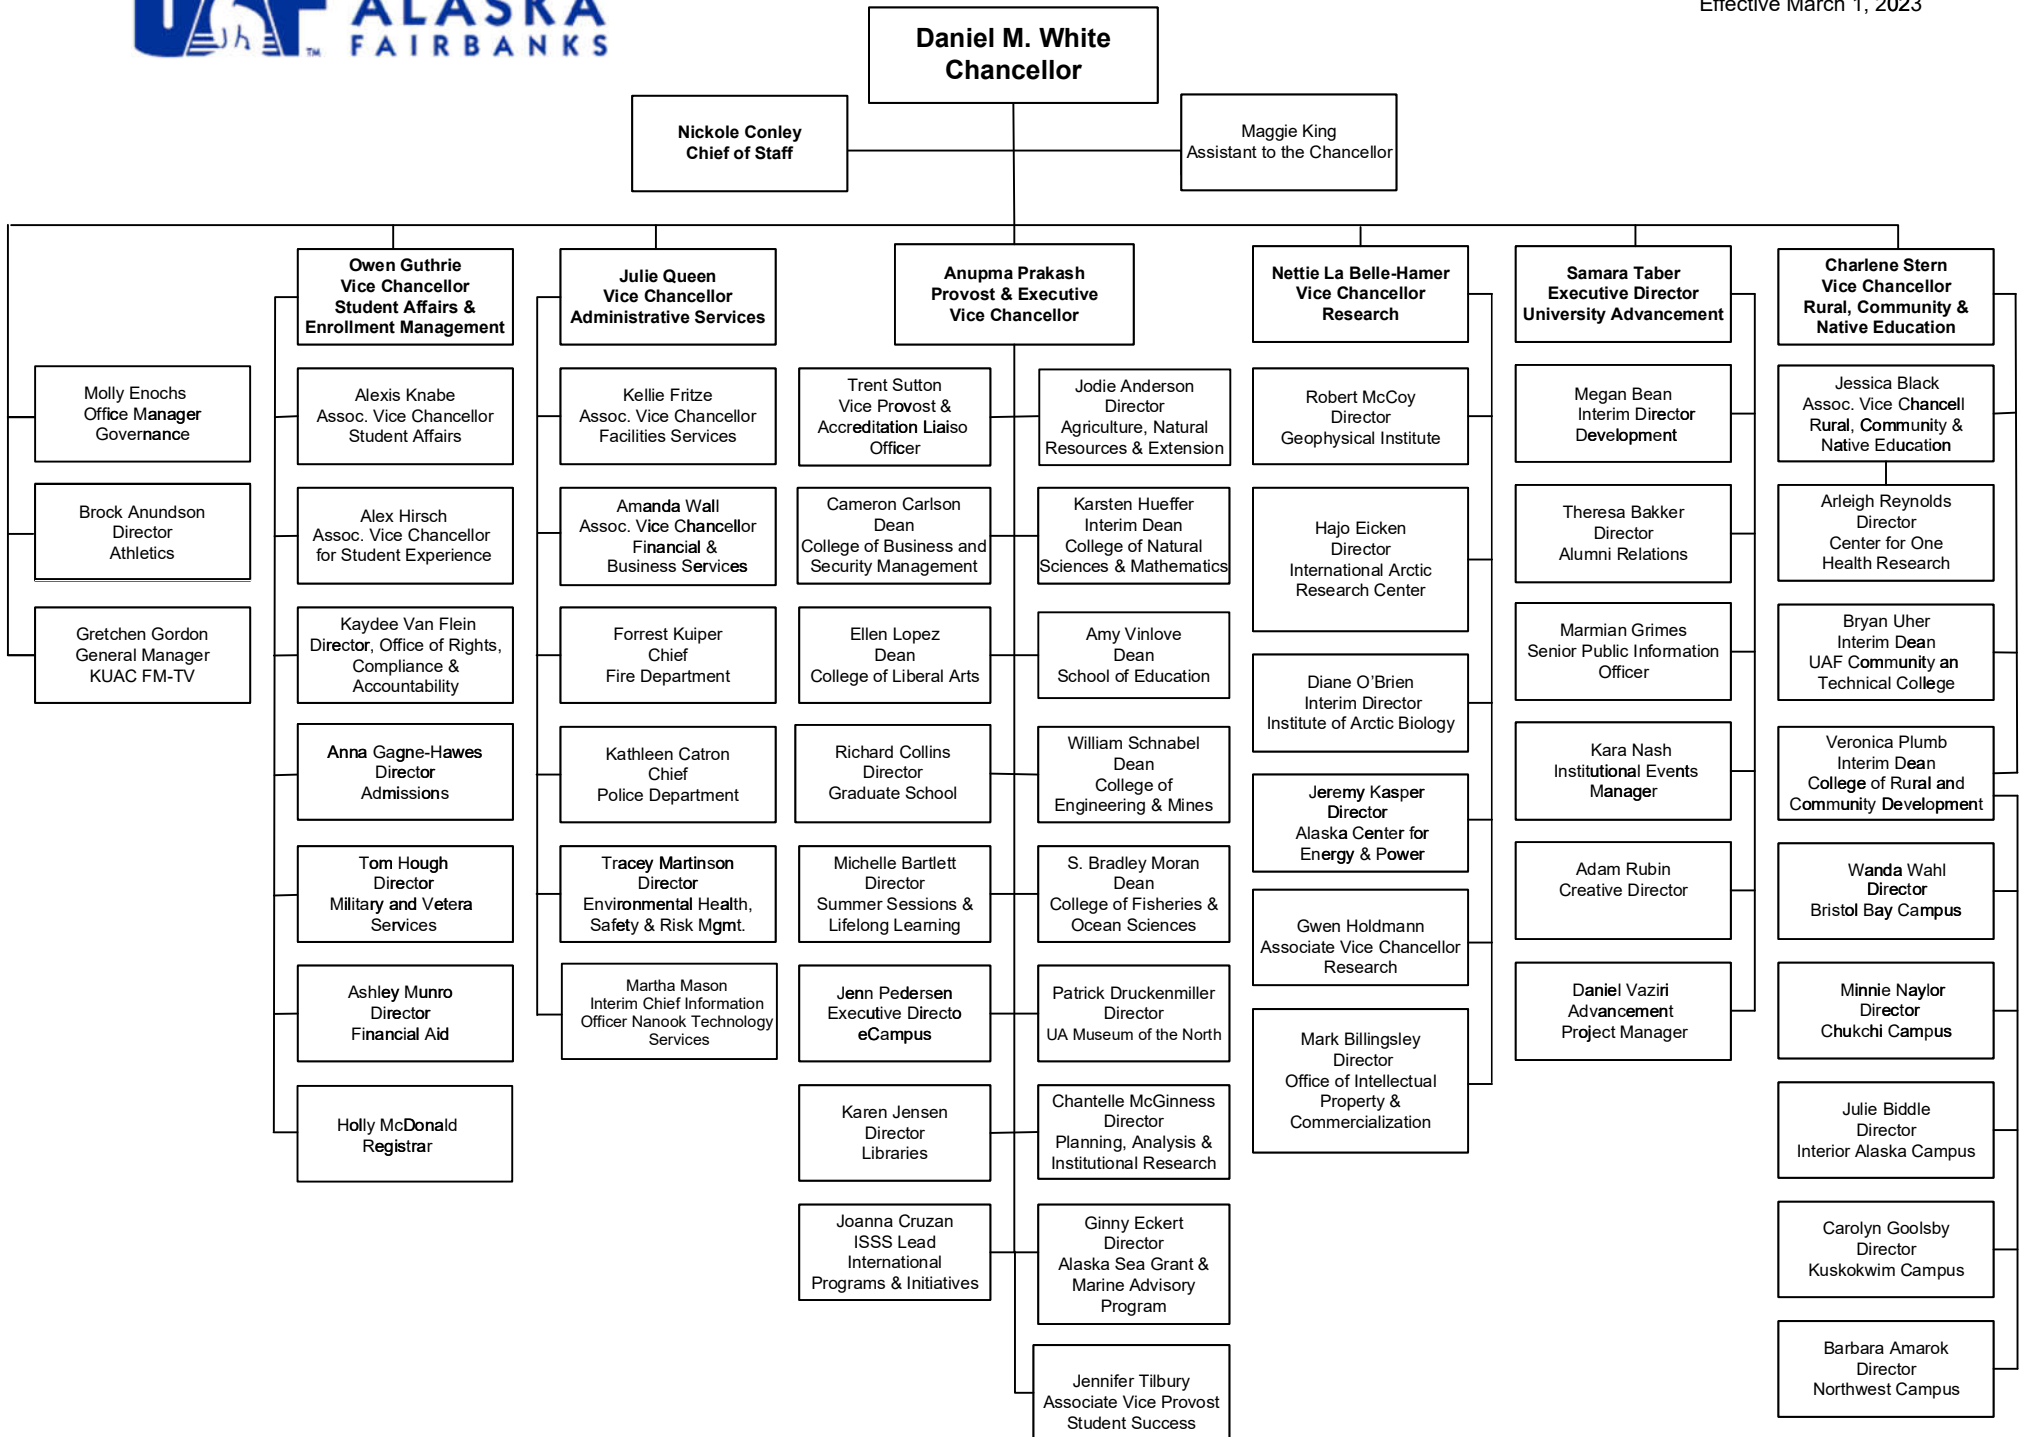 UAF
TM
ALASKA
FAIRBANKS
Effective March 1, 2023
Daniel M. White
Chancellor
Nickole Conley
Chief of Staff
Maggie King
Assistant to the Chancellor
Owen Guthrie
Vice Chancellor
Student Affairs &
Enrollment Management
Julie Queen
Vice Chancellor
Administrative Services
Anupma Prakash
Provost & Executive
Vice Chancellor
Nettie La Belle-Hamer
Vice Chancellor
Research
Samara Taber
Executive Director
University Advancement
Charlene Stern
Vice Chancellor
Rural, Community &
Native Education
Molly Enochs
Office Manager
Governance
Brock Anundson
Director
Athletics
Gretchen Gordon
General Manager
KUAC FM-TV
Alexis Knabe
Assoc. Vice Chancellor
Student Affairs
Alex Hirsch
Assoc. Vice Chancellor
for Student Experience
Kaydee Van Flein
Director, Office of Rights,
Compliance &
Accountability
Anna Gagne-Hawes
Director
Admissions
Tom Hough
Director
Military and Vetera
Services
Ashley Munro
Director
Financial Aid
Holly McDonald
Registrar
Kellie Fritze
Assoc. Vice Chancellor
Facilities Services
Amanda Wall
Assoc. Vice Chancellor
Financial &
Business Services
Forrest Kuiper
Chief
Fire Department
Kathleen Catron
Chief
Police Department
Tracey Martinson
Director
Environmental Health,
Safety & Risk Mgmt.
Martha Mason
Interim Chief Information
Officer Nanook Technology
Services
Trent Sutton
Vice Provost &
Accreditation Liaiso
Officer
Cameron Carlson
Dean
College of Business and
Security Management
Ellen Lopez
Dean
College of Liberal Arts
Richard Collins
Director
Graduate School
Michelle Bartlett
Director
Summer Sessions &
Lifelong Learning
Jenn Pedersen
Executive Directo
eCampus
Karen Jensen
Director
Libraries
Joanna Cruzan
ISSS Lead
International
Programs & Initiatives
Jodie Anderson
Director
Agriculture, Natural
Resources & Extension
Karsten Hueffer
Interim Dean
College of Natural
Sciences & Mathematics
Amy Vinlove
Dean
School of Education
William Schnabel
Dean
College of
Engineering & Mines
S. Bradley Moran
Dean
College of Fisheries &
Ocean Sciences
Patrick Druckenmiller
Director
UA Museum of the North
Chantelle McGinness
Director
Planning, Analysis &
Institutional Research
Ginny Eckert
Director
Alaska Sea Grant &
Marine Advisory
Program
Jennifer Tilbury
Associate Vice Provost
Student Success
Robert McCoy
Director
Geophysical Institute
Hajo Eicken
Director
International Arctic
Research Center
Diane O’Brien
Interim Director
Institute of Arctic Biology
Jeremy Kasper
Director
Alaska Center for
Energy & Power
Gwen Holdmann
Associate Vice Chancellor
Research
Mark Billingsley
Director
Office of Intellectual
Property &
Commercialization
Megan Bean
Interim Director
Development
Theresa Bakker
Director
Alumni Relations
Marmian Grimes
Senior Public Information
Officer
Kara Nash
Institutional Events
Manager
Adam Rubin
Creative Director
Daniel Vaziri
Advancement
Project Manager
Jessica Black
Assoc. Vice Chancell
Rural, Community &
Native Education
Arleigh Reynolds
Director
Center for One
Health Research
Bryan Uher
Interim Dean
UAF Community an
Technical College
Veronica Plumb
Interim Dean
College of Rural and
Community Development
Wanda Wahl
Director
Bristol Bay Campus
Minnie Naylor
Director
Chukchi Campus
Julie Biddle
Director
Interior Alaska Campus
Carolyn Goolsby
Director
Kuskokwim Campus
Barbara Amarok
Director
Northwest Campus